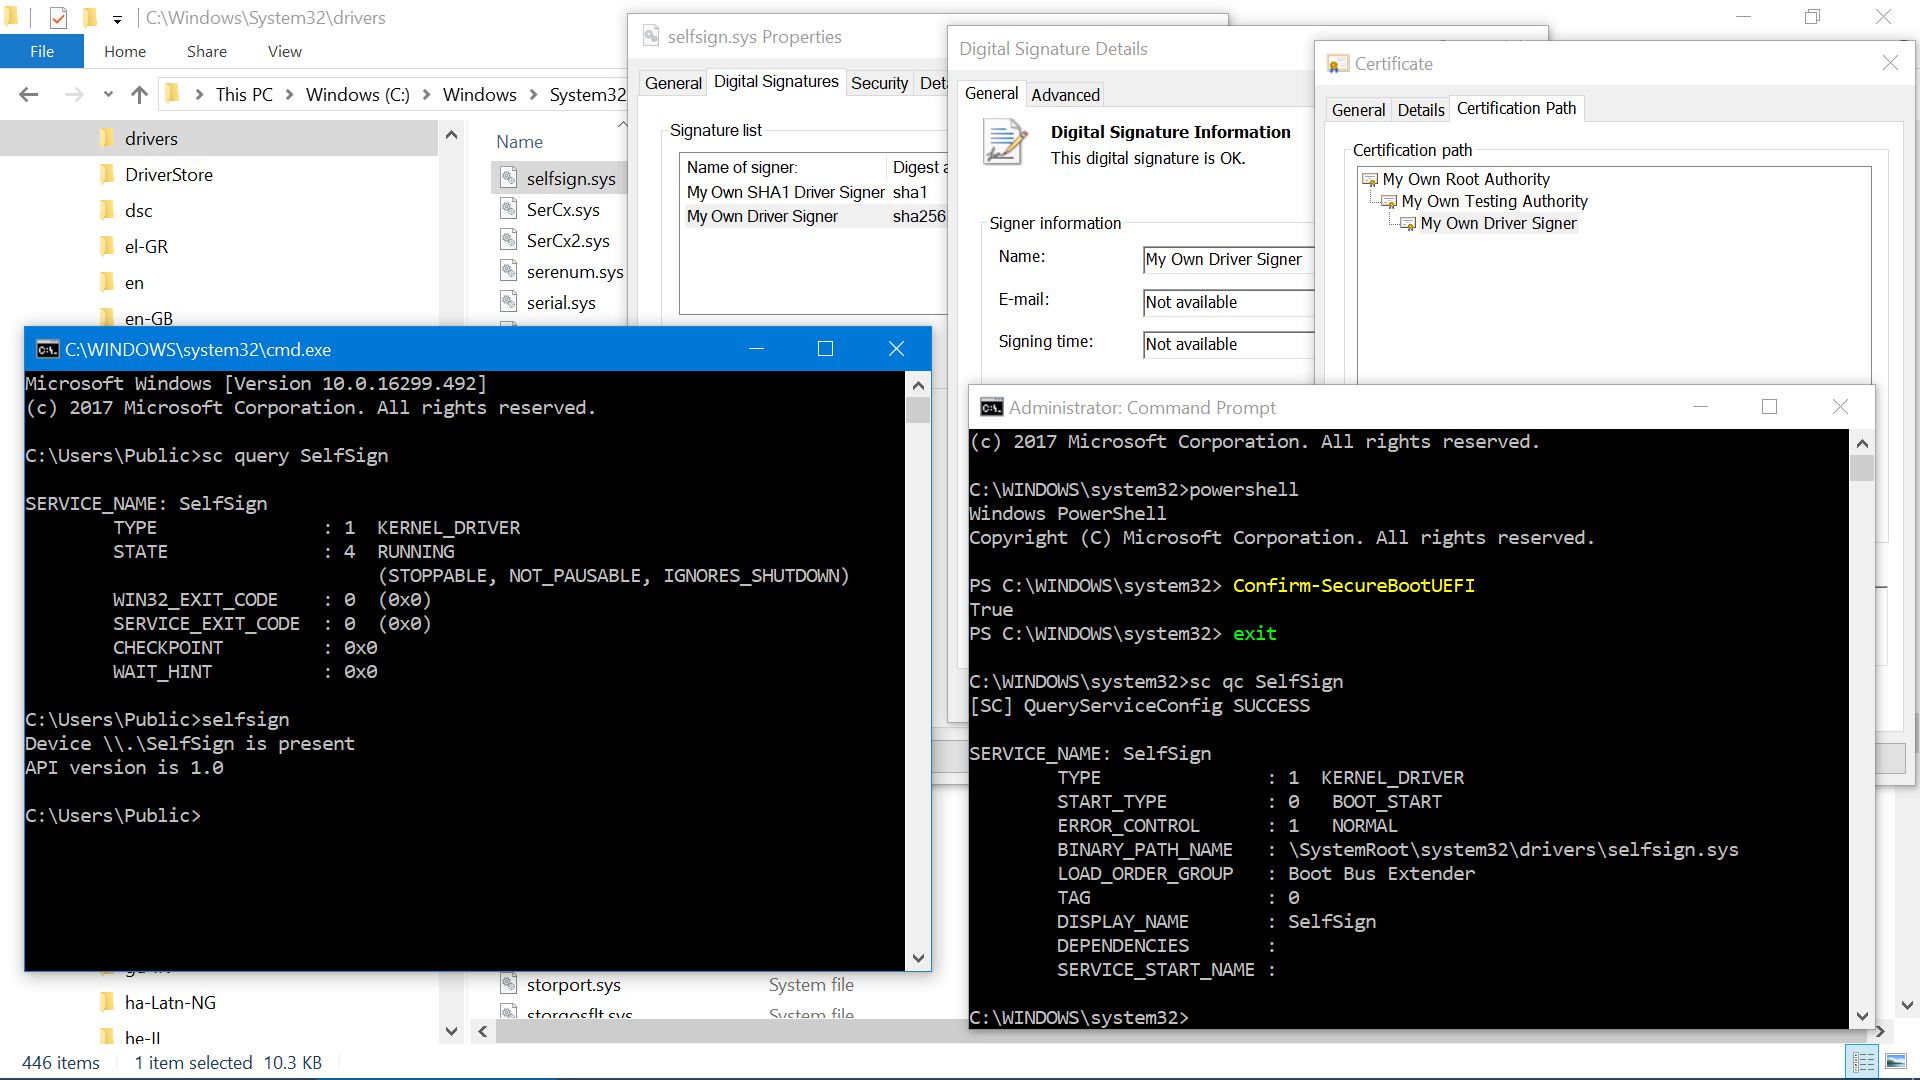 C:\Windows\System32\drivers
File Home Share View
This PC Windows (C:) Windows System32
drivers
DriverStore
dsc
el-GR
en
en-GB
ha-Latn-NG
Name
selfsign.sys
SerCx.sys
SerCx2.sys
serenum.sys
serial.sys
storport.sys System file
storqosflt.sys System file
446 items 1 item selected 10.3 KB
selfsign.sys Properties
General Digital Signatures Security
Signature list
Name of signer: Digest
My Own SHA1 Driver Signer sha1
My Own Driver Signer sha256
Digital Signature Details
General Advanced
Digital Signature Information
This digital signature is OK.
Signer information
Name: My Own Driver Signer
E-mail: Not available
Signing time: Not available
Certificate
General Details Certification Path
Certification path
My Own Root Authority
My Own Testing Authority
My Own Driver Signer
C:\WINDOWS\system32\cmd.exe
Microsoft Windows [Version 10.0.16299.492]
(c) 2017 Microsoft Corporation. All rights reserved.
C:\Users\Public>sc query SelfSign
SERVICE_NAME: SelfSign
TYPE : 1 KERNEL_DRIVER
STATE : 4 RUNNING
(STOPPABLE, NOT_PAUSABLE, IGNORES_SHUTDOWN)
WIN32_EXIT_CODE : 0 (0x0)
SERVICE_EXIT_CODE : 0 (0x0)
CHECKPOINT : 0x0
WAIT_HINT : 0x0
C:\Users\Public>selfsign
Device \\.\SelfSign is present
API version is 1.0
C:\Users\Public>
Administrator: Command Prompt
(c) 2017 Microsoft Corporation. All rights reserved.
C:\WINDOWS\system32>powershell
Windows PowerShell
Copyright (C) Microsoft Corporation. All rights reserved.
PS C:\WINDOWS\system32> Confirm-SecureBootUEFI
True
PS C:\WINDOWS\system32> exit
C:\WINDOWS\system32>sc qc SelfSign
[SC] QueryServiceConfig SUCCESS
SERVICE_NAME: SelfSign
TYPE : 1 KERNEL_DRIVER
START_TYPE : 0 BOOT_START
ERROR_CONTROL : 1 NORMAL
BINARY_PATH_NAME : \SystemRoot\system32\drivers\selfsign.sys
LOAD_ORDER_GROUP : Boot Bus Extender
TAG : 0
DISPLAY_NAME : SelfSign
DEPENDENCIES :
SERVICE_START_NAME :
C:\WINDOWS\system32>